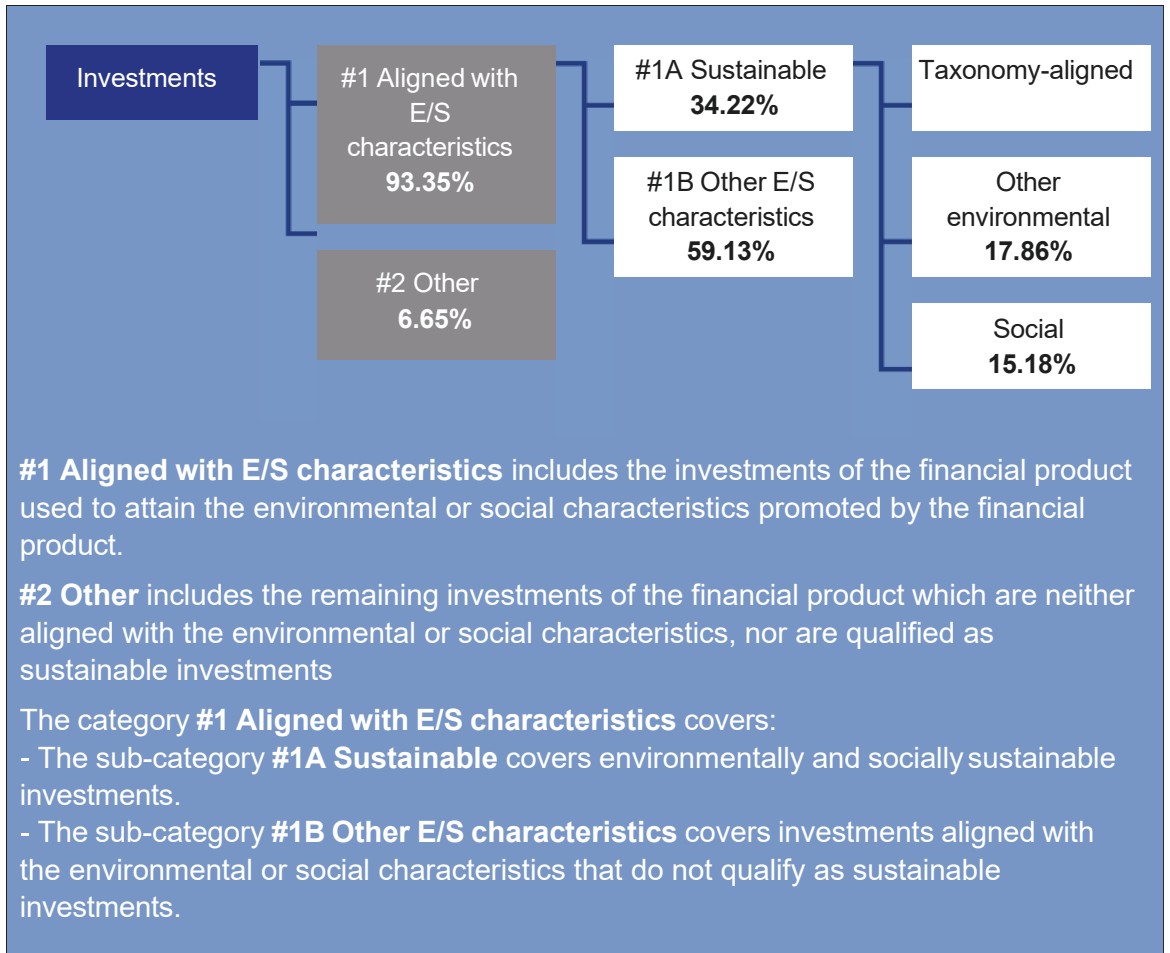 Investments
#1 Aligned with
E/S
characteristics
93.35%
#2 Other
6.65%
#1A Sustainable
34.22%
#1B Other E/S
characteristics
59.13%
Taxonomy-aligned
Other
environmental
17.86%
Social
15.18%
#1 Aligned with E/S characteristics includes the investments of the financial product
used to attain the environmental or social characteristics promoted by the financial
product.
#2 Other includes the remaining investments of the financial product which are neither
aligned with the environmental or social characteristics, nor are qualified as
sustainable investments
The category #1 Aligned with E/S characteristics covers:
- The sub-category #1A Sustainable covers environmentally and socially sustainable
investments.
- The sub-category #1B Other E/S characteristics covers investments aligned with
the environmental or social characteristics that do not qualify as sustainable
investments.